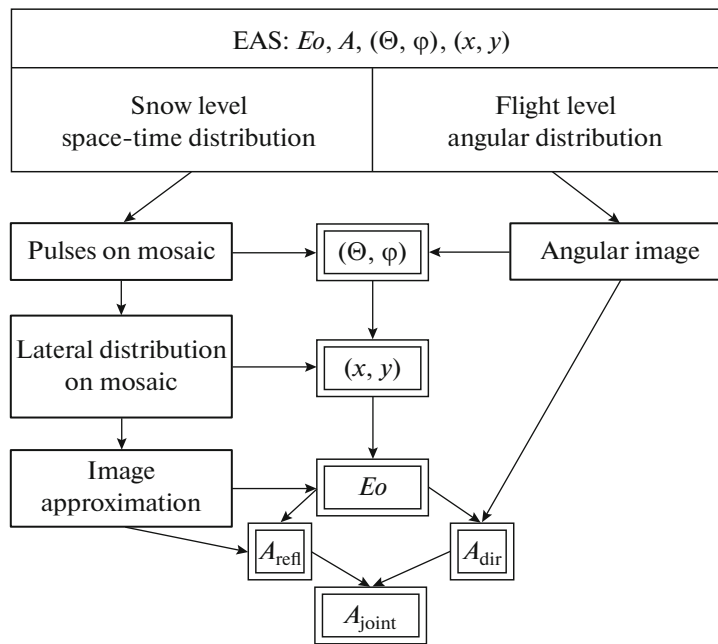 EAS: Eo, A, (Θ, φ), (x, y)
Snow level
space-time distribution
Flight level
angular distribution
Pulses on mosaic
(Θ, φ)
Angular image
Lateral distribution
on mosaic
(x, y)
Image
approximation
Eo
A_refl
A_dir
A_joint